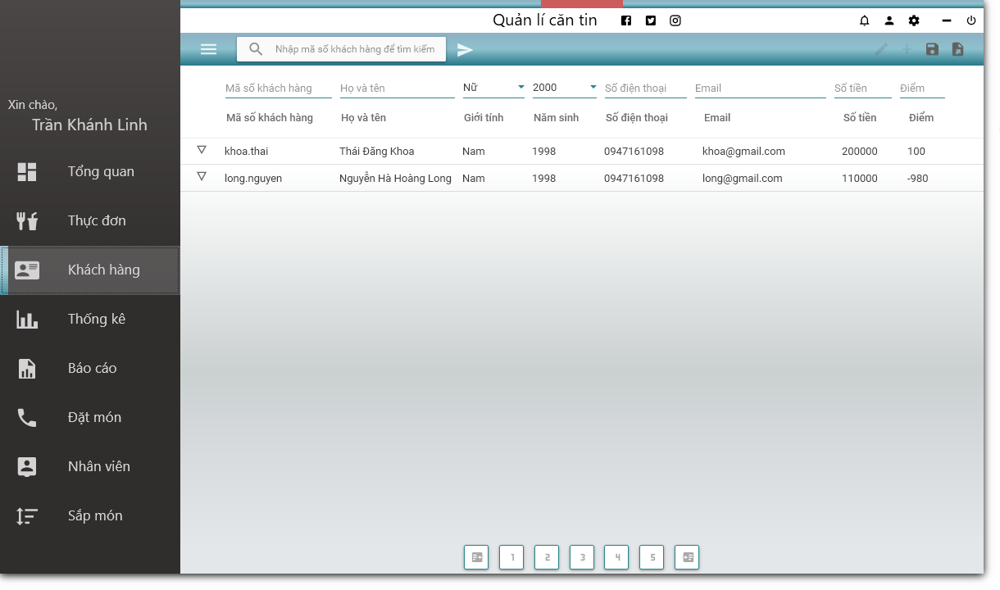 Quản lí căn tin
Nhập mã số khách hàng để tìm kiếm
Xin chào,
Trần Khánh Linh
Tổng quan
Thực đơn
Khách hàng
Thống kê
Báo cáo
Đặt món
Nhân viên
Sắp món
Mã số khách hàng Họ và tên Nữ 2000 Số điện thoại Email Số tiền Điểm
Mã số khách hàng Họ và tên Giới tính Năm sinh Số điện thoại Email Số tiền Điểm
khoa.thai Thái Đăng Khoa Nam 1998 0947161098 khoa@gmail.com 200000 100
long.nguyen Nguyễn Hà Hoàng Long Nam 1998 0947161098 long@gmail.com 110000 -980
1 2 3 4 5